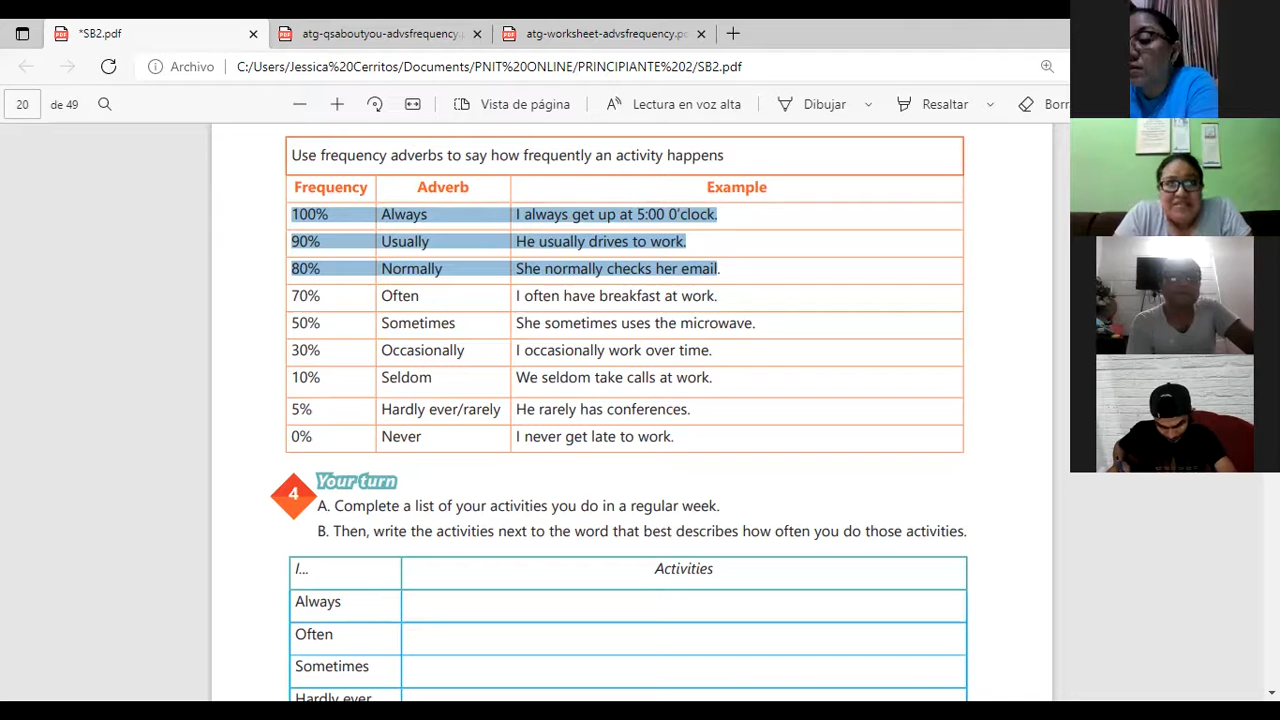 *SB2.pdf
atg-qsaboutyou-advsfrequency.
atg-worksheet-advsfrequency.pc
Archivo
C:/Users/Jessica%20Cerritos/Documents/PNIT%20ONLINE/PRINCIPIANTE%202/SB2.pdf
20 de 49
Vista de página
Lectura en voz alta
Dibujar
Resaltar
Borr
Use frequency adverbs to say how frequently an activity happens
Frequency Adverb Example
100% Always I always get up at 5:00 0'clock.
90% Usually He usually drives to work.
80% Normally She normally checks her email.
70% Often I often have breakfast at work.
50% Sometimes She sometimes uses the microwave.
30% Occasionally I occasionally work over time.
10% Seldom We seldom take calls at work.
5% Hardly ever/rarely He rarely has conferences.
0% Never I never get late to work.
4 Your turn
A. Complete a list of your activities you do in a regular week.
B. Then, write the activities next to the word that best describes how often you do those activities.
I... Activities
Always
Often
Sometimes
Hardly ever